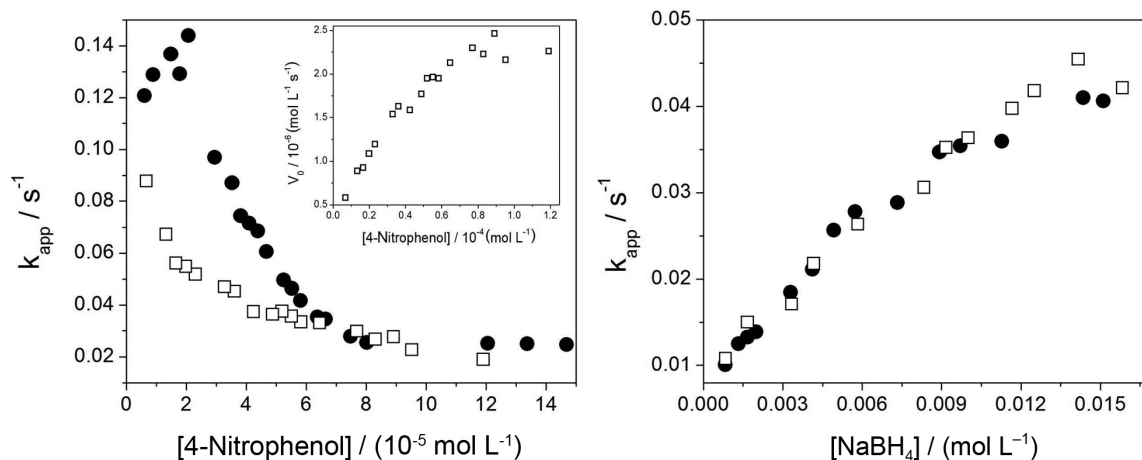 k_app / s⁻¹
0.14
0.12
0.10
0.08
0.06
0.04
0.02
0 2 4 6 8 10 12 14
[4-Nitrophenol] / (10⁻⁵ mol L⁻¹)
V₀ / 10⁻⁶ (mol L⁻¹ s⁻¹)
2.5
2.0
1.5
1.0
0.5
0.0 0.2 0.4 0.6 0.8 1.0 1.2
[4-Nitrophenol] / 10⁻⁴ (mol L⁻¹)
k_app / s⁻¹
0.05
0.04
0.03
0.02
0.01
0.000 0.003 0.006 0.009 0.012 0.015
[NaBH₄] / (mol L⁻¹)